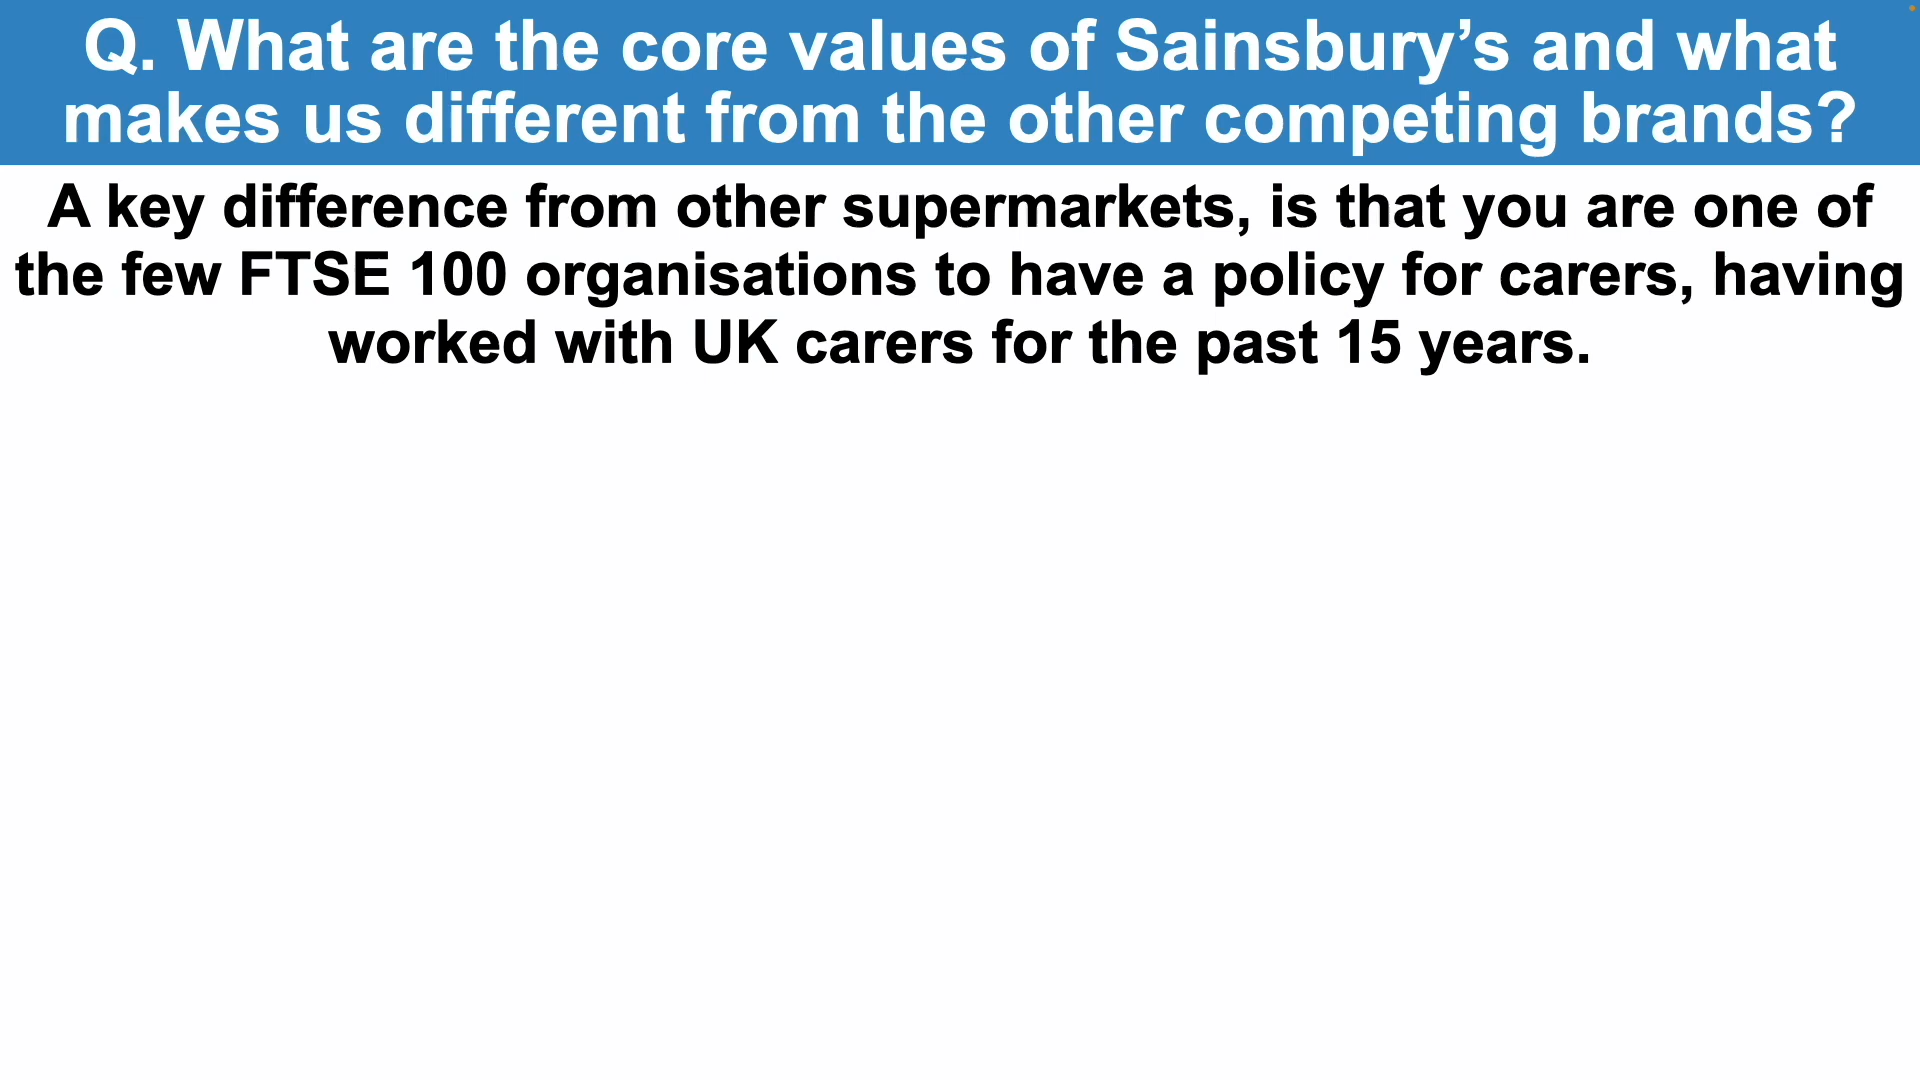 Q. What are the core values of Sainsbury’s and what
makes us different from the other competing brands?
A key difference from other supermarkets, is that you are one of
the few FTSE 100 organisations to have a policy for carers, having
worked with UK carers for the past 15 years.